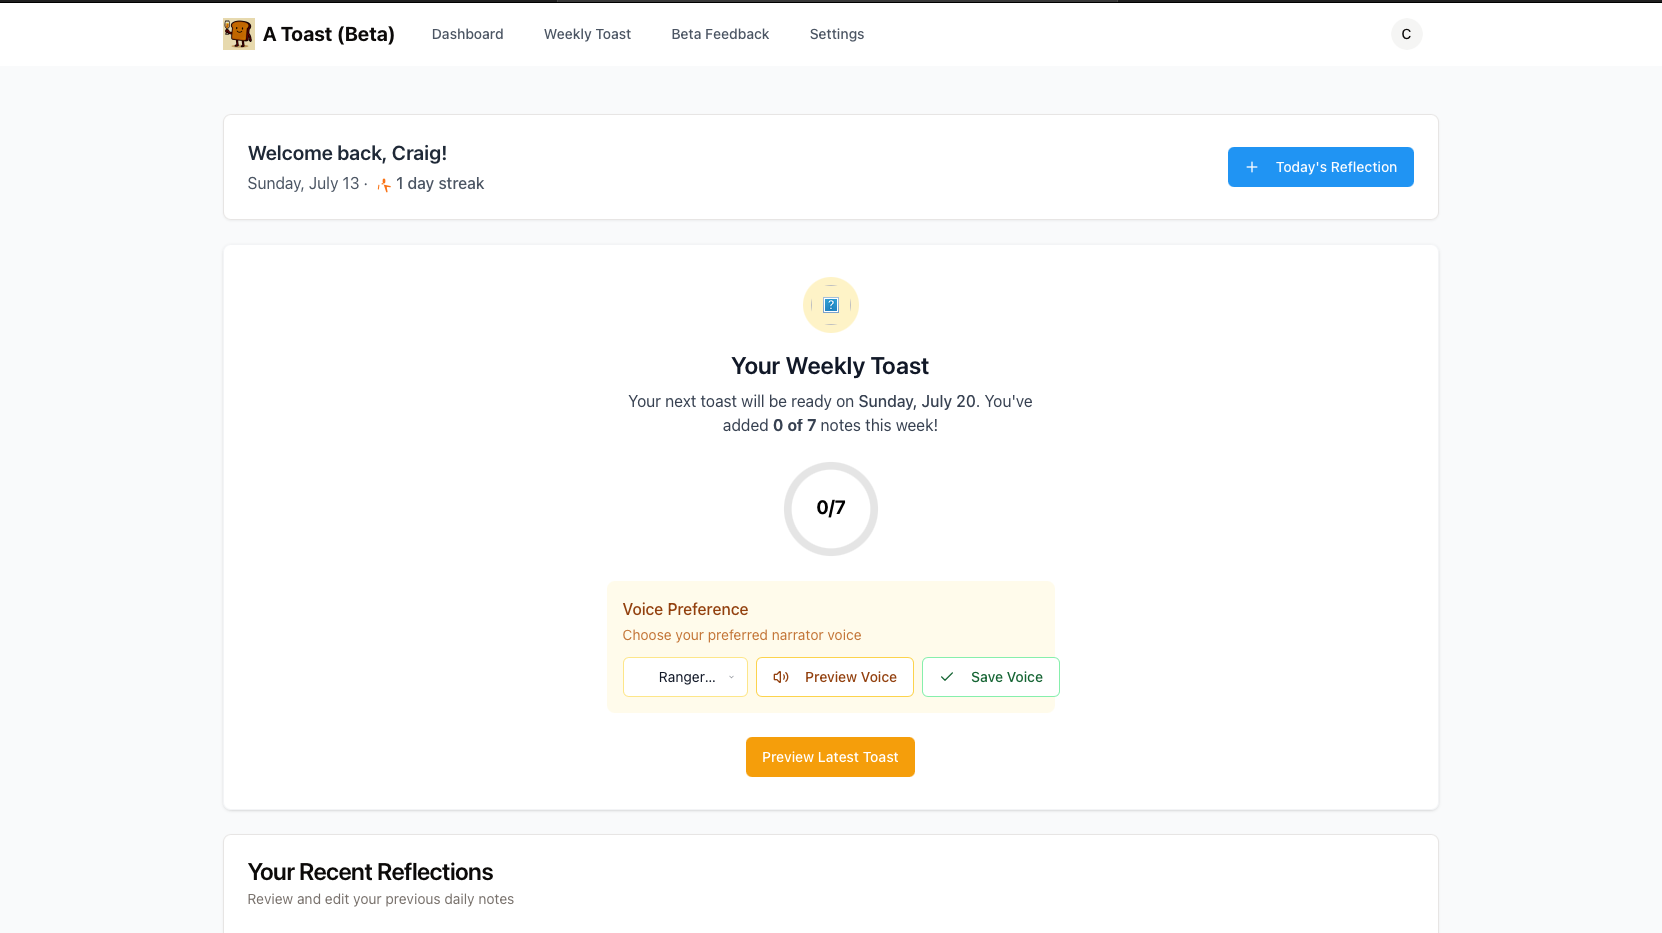 A Toast (Beta) Dashboard Weekly Toast Beta Feedback Settings C
Welcome back, Craig!
Sunday, July 13 · 1 day streak
+ Today's Reflection
?
Your Weekly Toast
Your next toast will be ready on Sunday, July 20. You've
added 0 of 7 notes this week!
0/7
Voice Preference
Choose your preferred narrator voice
Ranger... Preview Voice Save Voice
Preview Latest Toast
Your Recent Reflections
Review and edit your previous daily notes